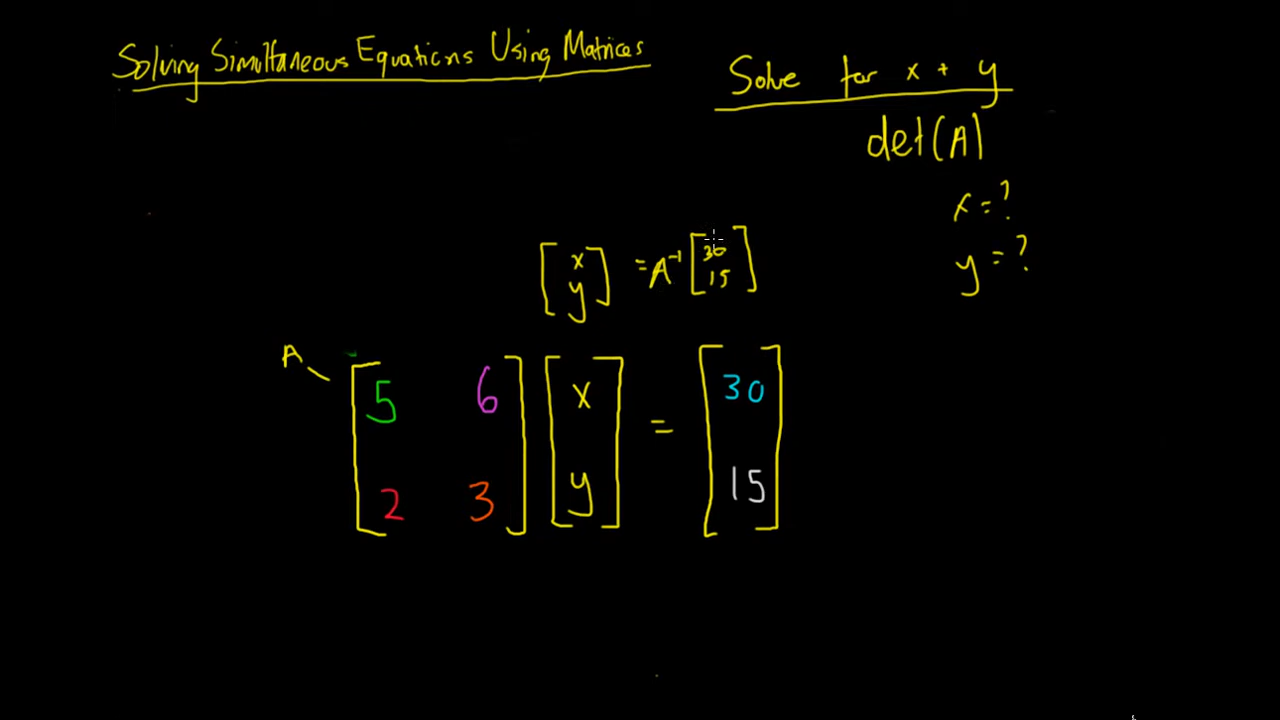 Solving Simultaneous Equations Using Matrices
Solve for x + y
det(A)
x = ?
y = ?
[x y] = A⁻¹ [30 15]
A
[5 6] [x] = [30]
[2 3] [y] [15]